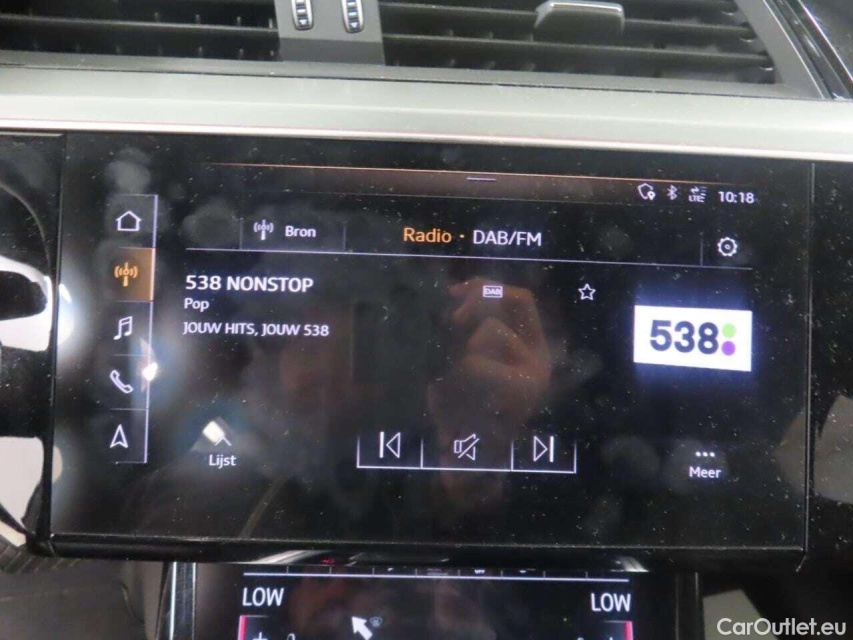 LTE 10:18
Bron Radio · DAB/FM
538 NONSTOP
Pop
DAB
JOUW HITS, JOUW 538
538
Lijst
Meer
LOW LOW
CarOutlet.eu